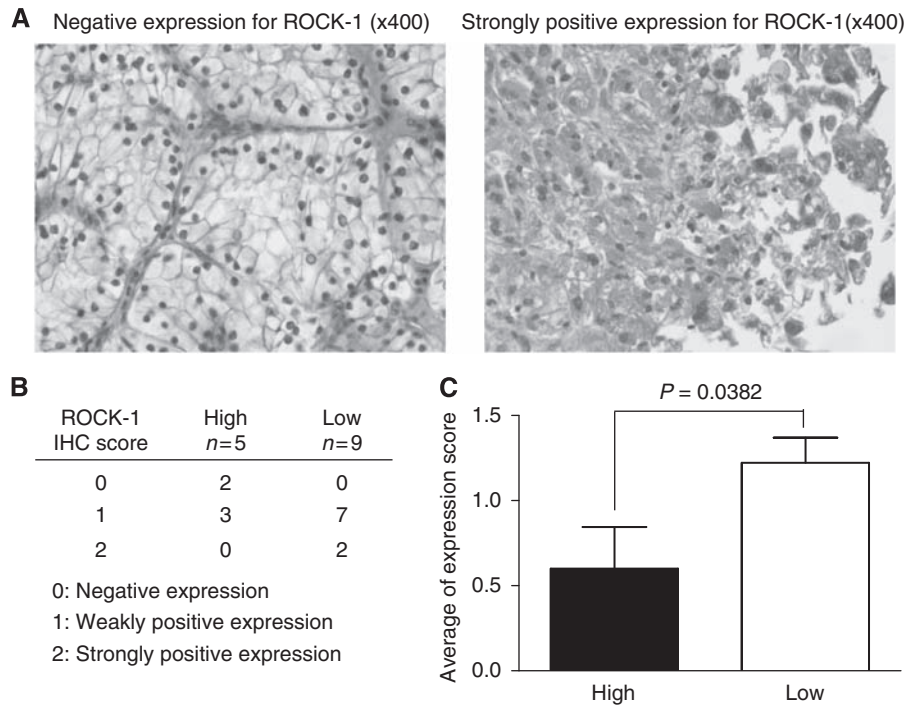 A
Negative expression for ROCK-1 (x400)
Strongly positive expression for ROCK-1(x400)
B
ROCK-1 High Low
IHC score n=5 n=9
0 2 0
1 3 7
2 0 2
0: Negative expression
1: Weakly positive expression
2: Strongly positive expression
C
P = 0.0382
Average of expression score
1.5
1.0
0.5
0.0
High Low